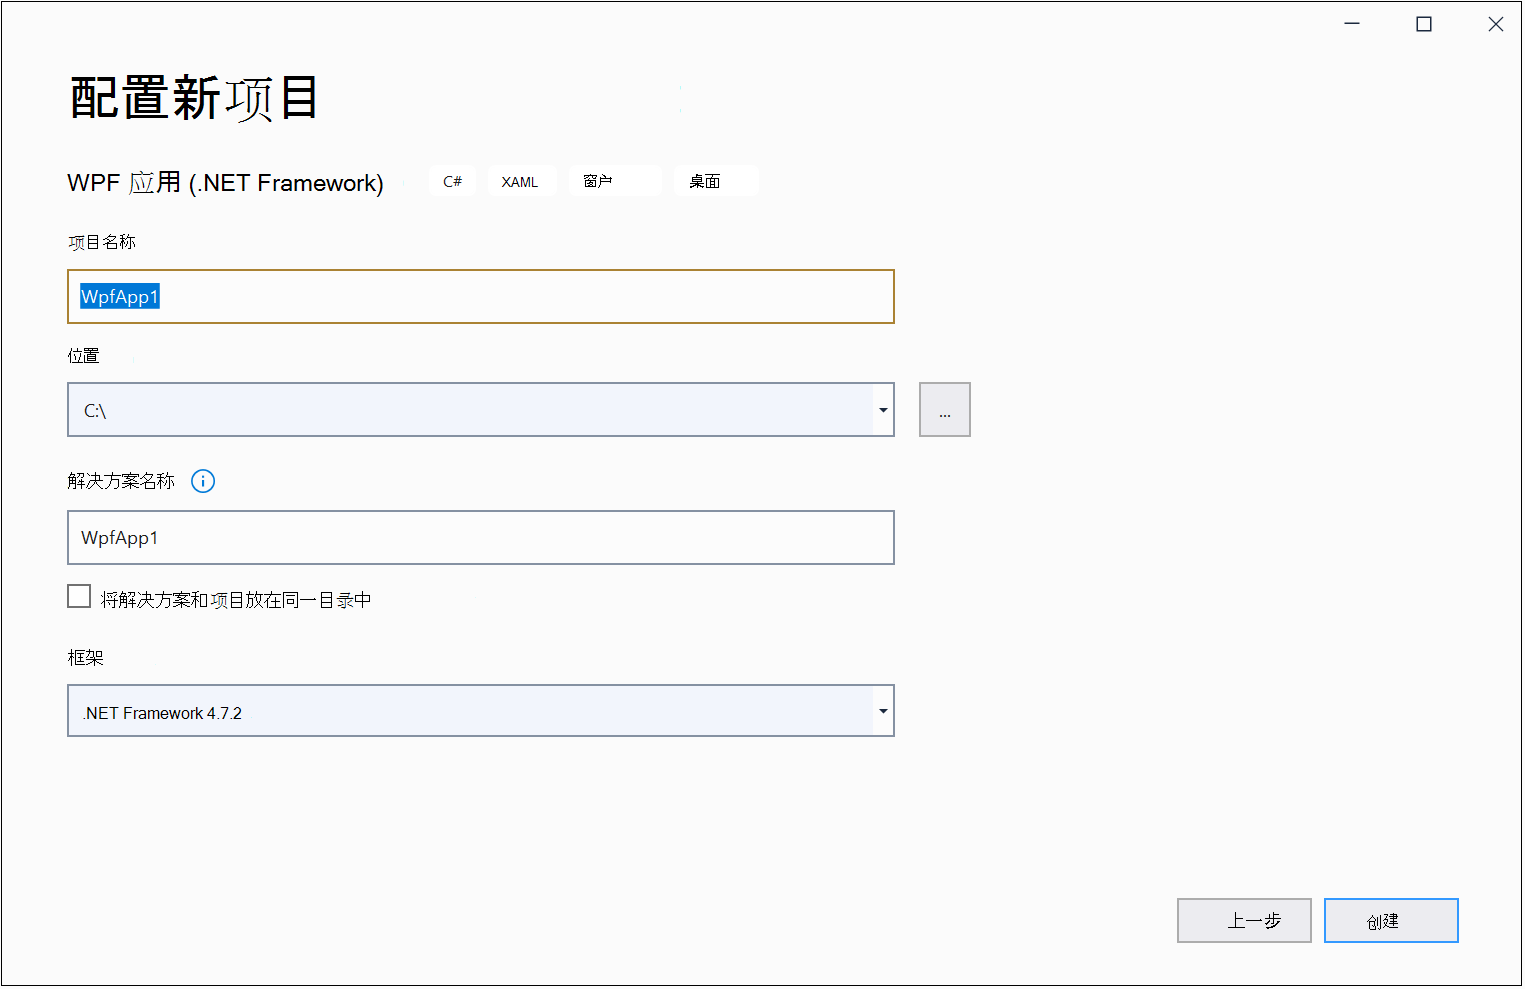 配置新项目
WPF 应用 (.NET Framework) C# XAML 窗户 桌面
项目名称
WpfApp1
位置
C:\
...
解决方案名称
WpfApp1
将解决方案和项目放在同一目录中
框架
.NET Framework 4.7.2
上一步 创建